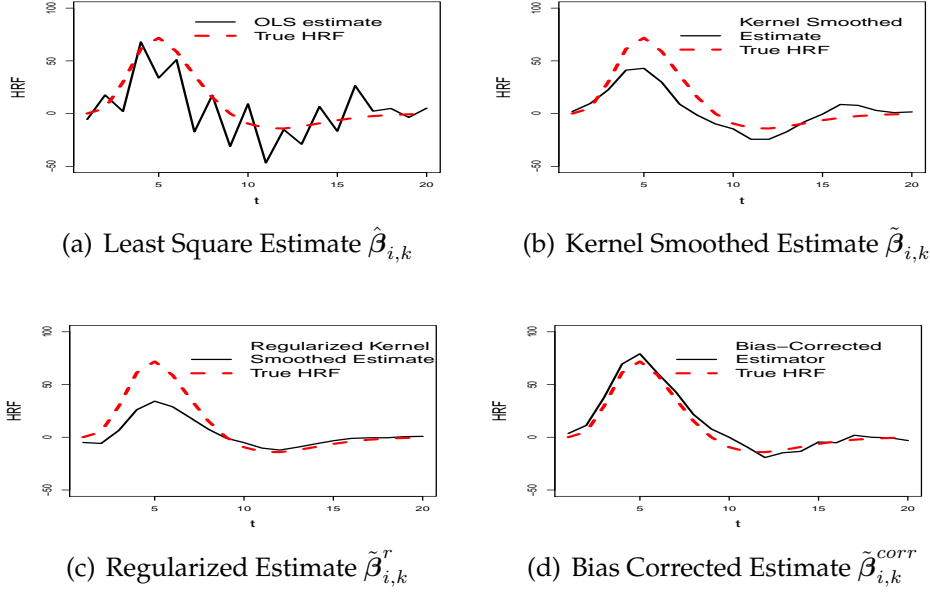 OLS estimate
True HRF
HRF
100
50
0
-50
5
10
15
20
t
(a) Least Square Estimate β̂i,k
Kernel Smoothed
Estimate
True HRF
HRF
100
50
0
-50
5
10
15
20
t
(b) Kernel Smoothed Estimate β̃i,k
Regularized Kernel
Smoothed Estimate
True HRF
HRF
100
50
0
-50
5
10
15
20
t
(c) Regularized Estimate β̃ʳi,k
Bias−Corrected
Estimator
True HRF
HRF
100
50
0
-50
5
10
15
20
t
(d) Bias Corrected Estimate β̃ᶜᵒʳʳi,k